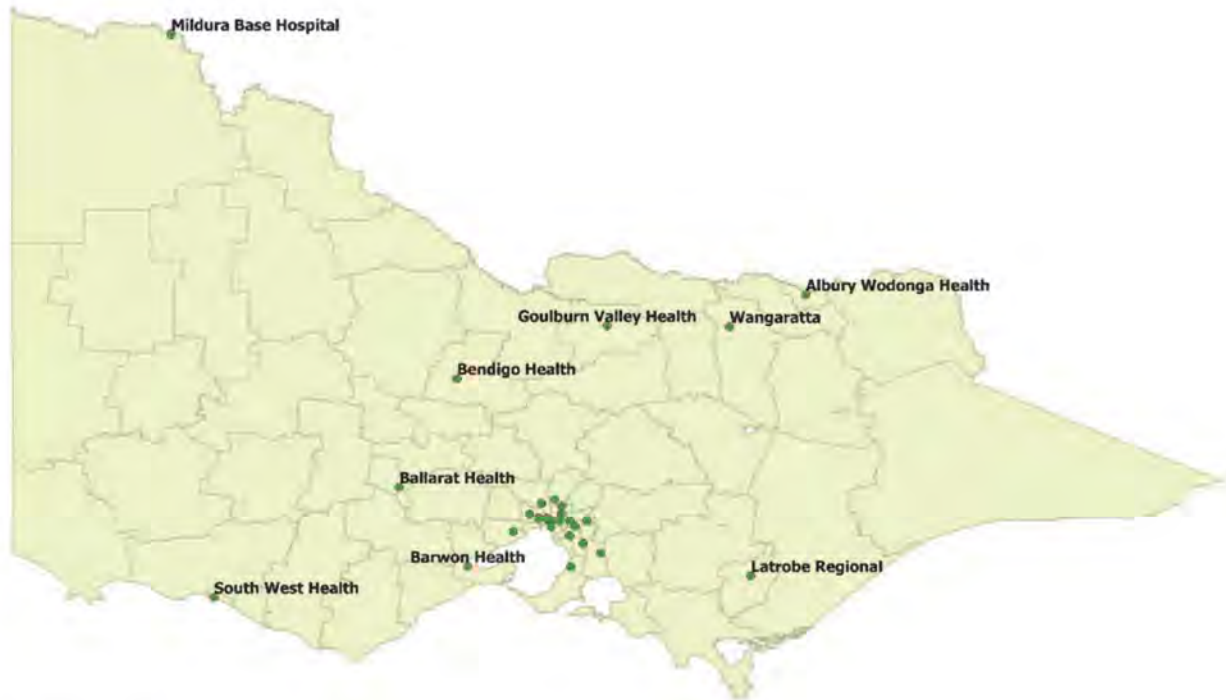 Mildura Base Hospital
Albury Wodonga Health
Goulburn Valley Health
Wangaratta
Bendigo Health
Ballarat Health
Barwon Health
Latrobe Regional
South West Health